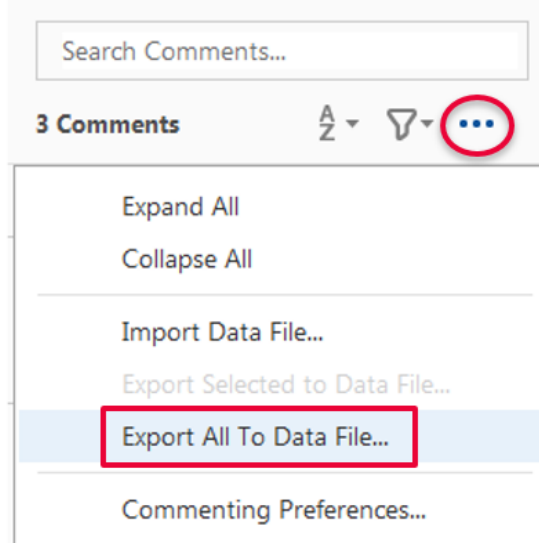 Search Comments...
3 Comments
A
Z
Expand All
Collapse All
Import Data File...
Export Selected to Data File...
Export All To Data File...
Commenting Preferences...